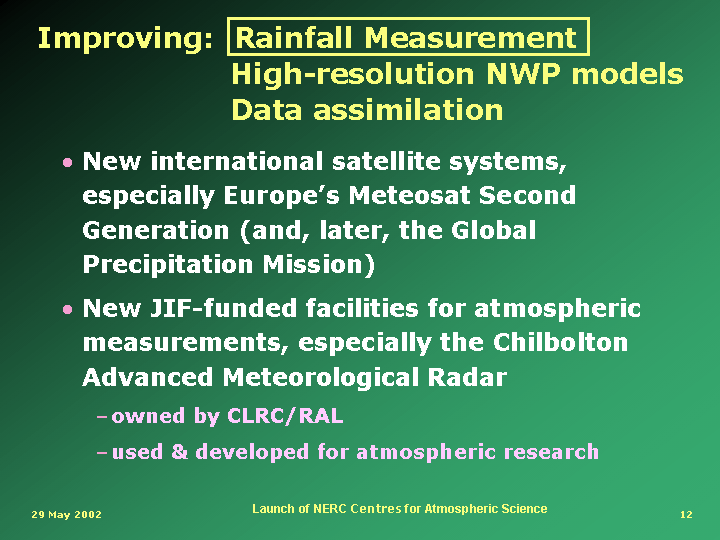 Improving: Rainfall Measurement
High-resolution NWP models
Data assimilation
• New international satellite systems,
especially Europe’s Meteosat Second
Generation (and, later, the Global
Precipitation Mission)
• New JIF-funded facilities for atmospheric
measurements, especially the Chilbolton
Advanced Meteorological Radar
– owned by CLRC/RAL
– used & developed for atmospheric research
29 May 2002
Launch of NERC Centres for Atmospheric Science
12